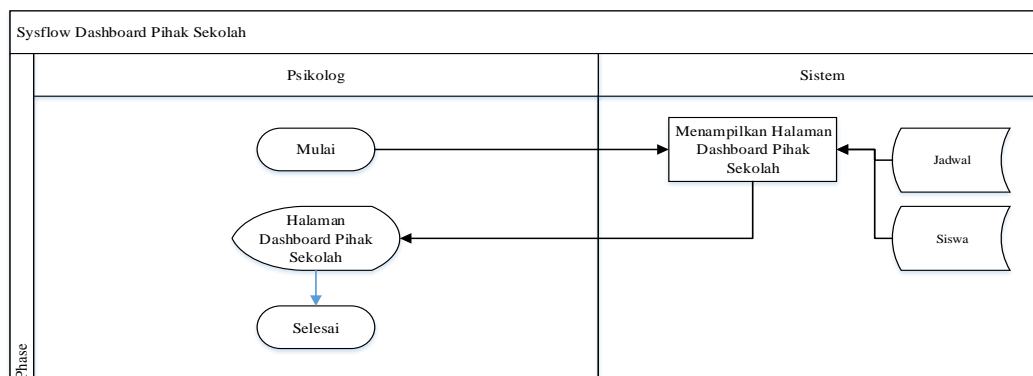 Sysflow Dashboard Pihak Sekolah
Psikolog
Sistem
Mulai
Menampilkan Halaman
Dashboard Pihak
Sekolah
Jadwal
Halaman
Dashboard Pihak
Sekolah
Siswa
Selesai
Phase